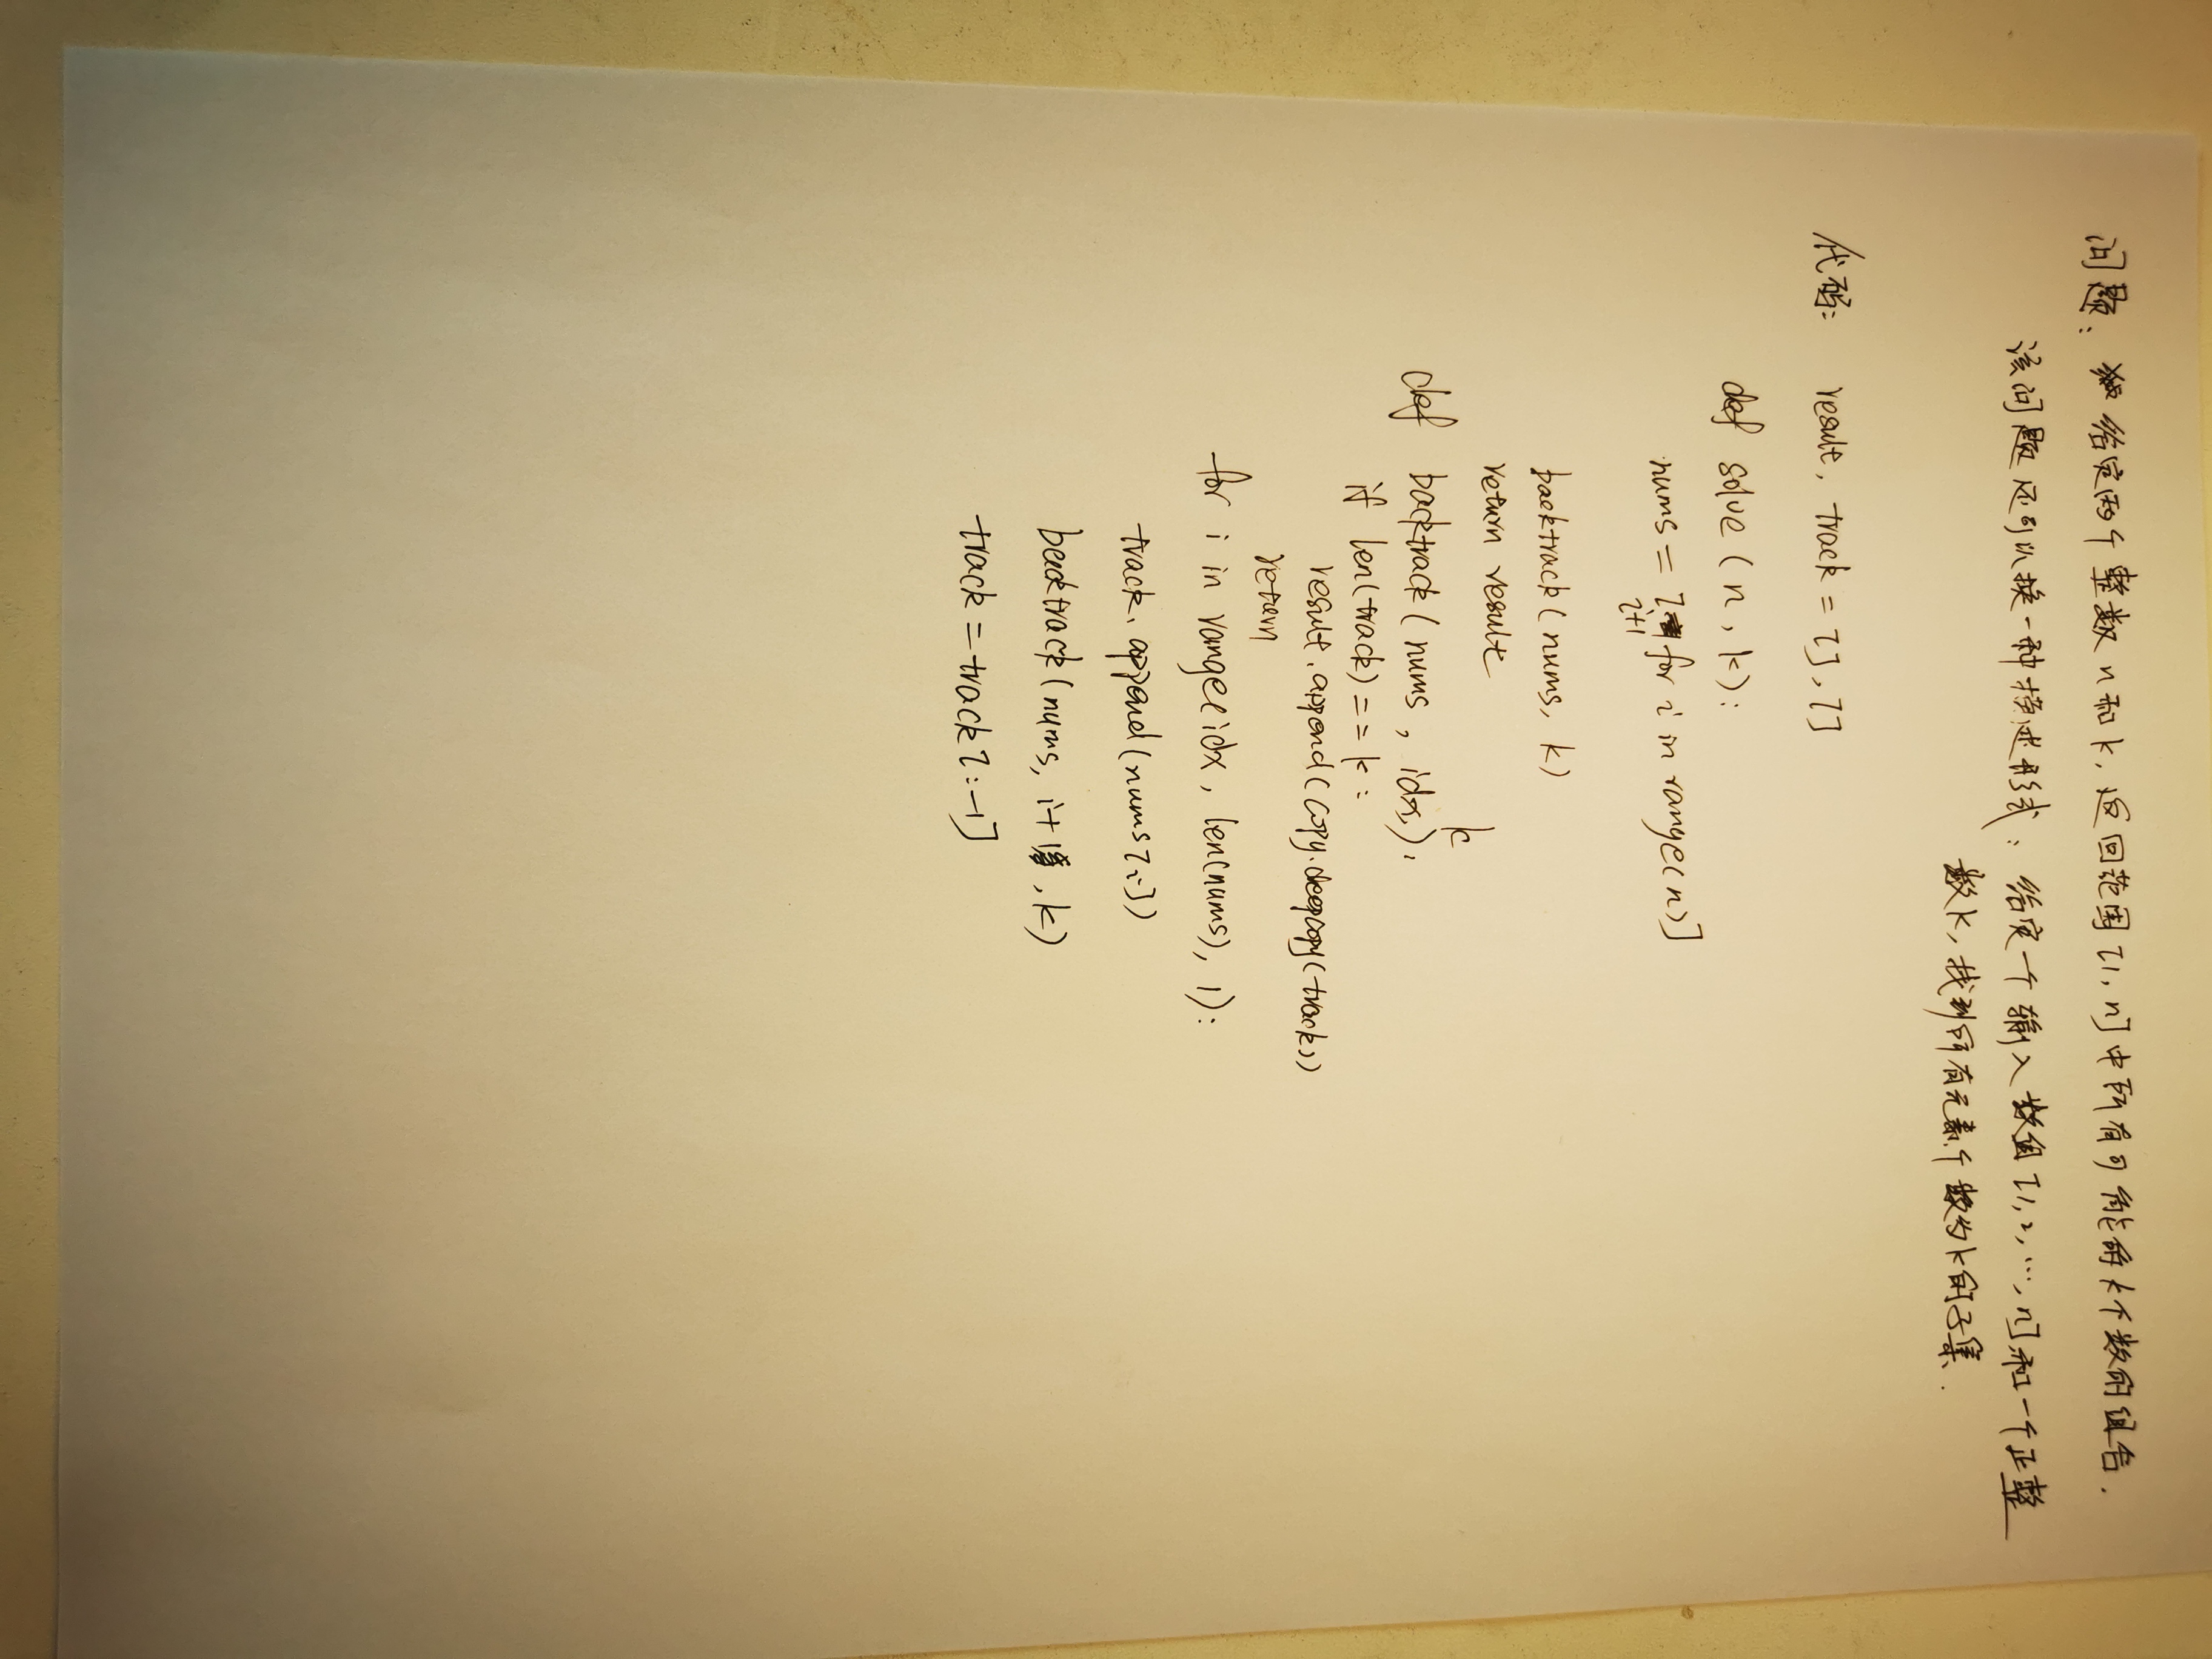 问题: 给定两个整数 n 和 k, 返回范围 [1, n] 中所有可能的 k 个数的组合.
该问题还可以换一种描述形式: 给定一个输入数组 [1, 2, ..., n] 和一个正整
数 k, 找到所有元素个数为 k 的子集.
代码: result, track = [], []
def solve (n, k):
nums = [i+1 for i in range(n)]
backtrack(nums, k)
return result
def backtrack(nums, idx, k):
if len(track) == k:
result.append(copy.deepcopy(track))
return
for i in range(idx, len(nums), 1):
track.append(nums[i])
backtrack(nums, i+1, k)
track = track[:-1]